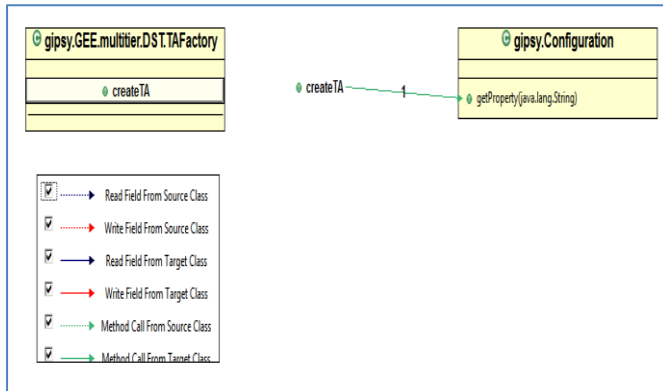 gipsy.GEE.multitier.DST.TAFactory
createTA
createTA
1
gipsy.Configuration
getProperty(java.lang.String)
Read Field From Source Class
Write Field From Source Class
Read Field From Target Class
Write Field From Target Class
Method Call From Source Class
Method Call From Target Class